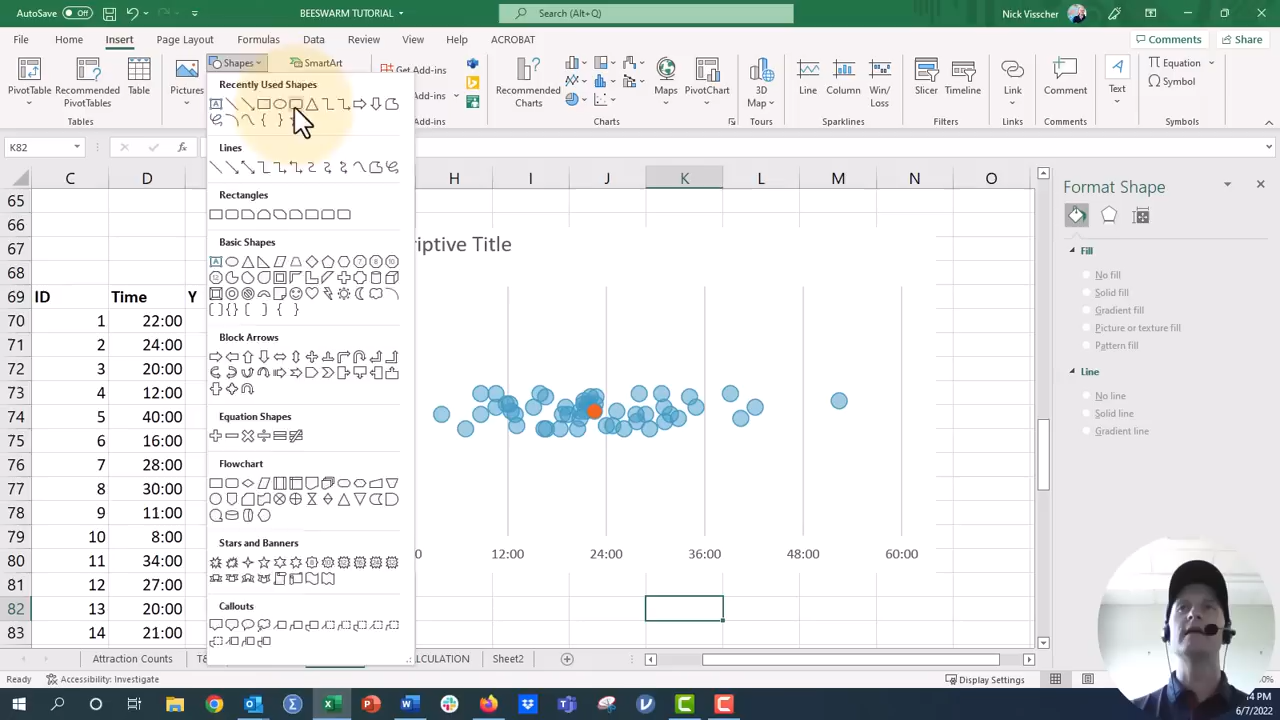 AutoSave Off
BEESWARM TUTORIAL
Search (Alt+Q)
Nick Visscher
File Home Insert Page Layout Formulas Data Review View Help ACROBAT
Comments Share
PivotTable
Recommended PivotTables
Table
Tables
Pictures
Shapes
SmartArt
Get Add-ins
Recommended Charts
Maps
PivotChart
Charts
3D Map
Tours
Line
Column
Sparklines
Slicer
Timeline
Filters
Comment
Comments
Text
Equation
Symbol
Symbols
K82
Recently Used Shapes
Lines
Rectangles
Basic Shapes
Block Arrows
Equation Shapes
Flowchart
Stars and Banners
Callouts
C D H I J K L M N O
65
66
67
68
69 ID Time Y
70 1 22:00
71 2 24:00
72 3 20:00
73 4 12:00
74 5 40:00
75 6 16:00
76 7 28:00
77 8 30:00
78 9 11:00
79 10 8:00
80 11 34:00
81 12 27:00
82 13 20:00
83 14 21:00
riptive Title
0 12:00 24:00 36:00 48:00 60:00
Format Shape
Fill
No fill
Solid fill
Gradient fill
Picture or texture fill
Pattern fill
Line
No line
Solid line
Gradient line
Attraction Counts
CULATION
Sheet2
Ready
Accessibility: Investigate
Display Settings
4 PM
6/7/2022